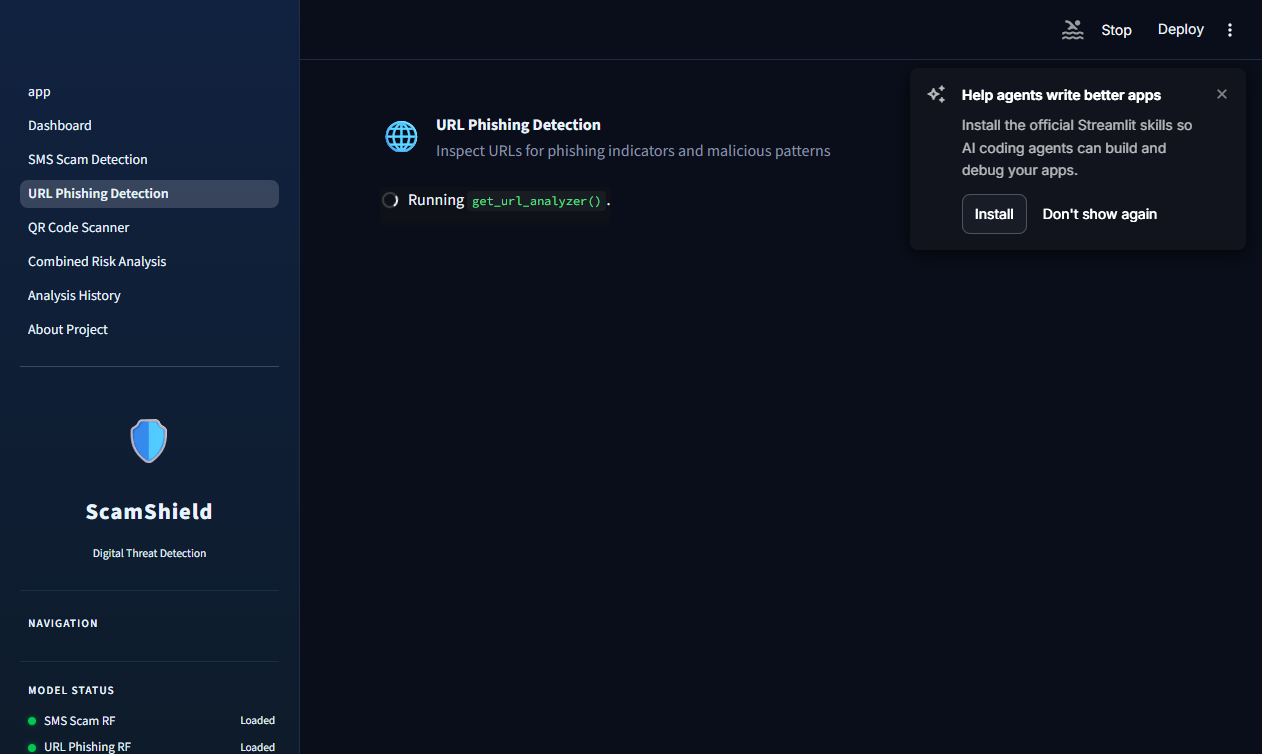 Stop
Deploy
app
Dashboard
SMS Scam Detection
URL Phishing Detection
QR Code Scanner
Combined Risk Analysis
Analysis History
About Project
ScamShield
Digital Threat Detection
NAVIGATION
MODEL STATUS
SMS Scam RF Loaded
URL Phishing RF Loaded
URL Phishing Detection
Inspect URLs for phishing indicators and malicious patterns
Running get_url_analyzer().
Help agents write better apps
Install the official Streamlit skills so
AI coding agents can build and
debug your apps.
Install
Don't show again